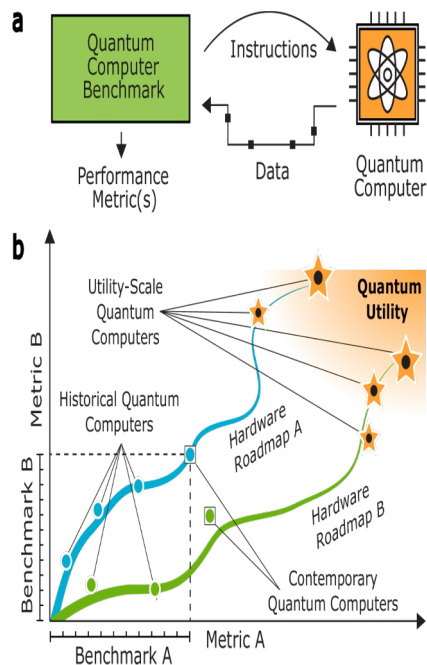 a
Quantum
Computer
Benchmark
Instructions
Performance
Metric(s)
Data
Quantum
Computer
b
Utility-Scale
Quantum
Computers
Quantum
Utility
Metric B
Historical Quantum
Computers
Hardware
Roadmap A
Benchmark B
Hardware
Roadmap B
Contemporary
Quantum Computers
Metric A
Benchmark A